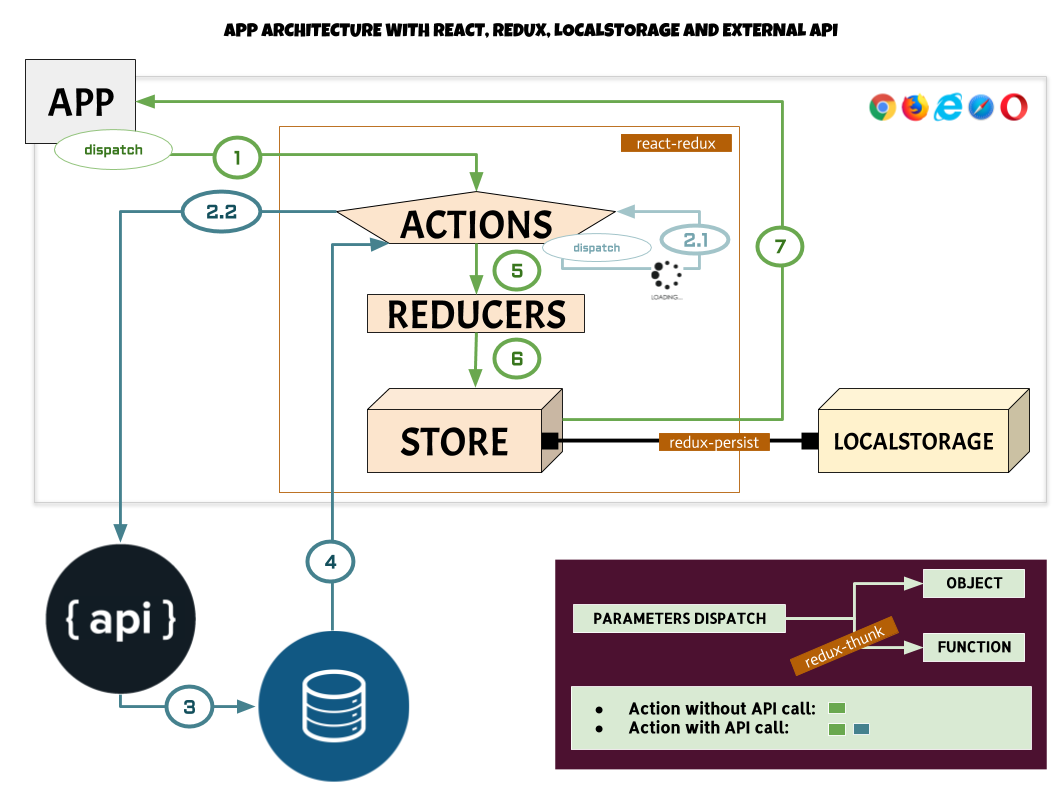 APP ARCHITECTURE WITH REACT, REDUX, LOCALSTORAGE AND EXTERNAL API
APP
dispatch
1
react-redux
2.2
ACTIONS
dispatch
2.1
7
LOADING...
5
REDUCERS
6
STORE
redux-persist
LOCALSTORAGE
4
{ api }
3
OBJECT
PARAMETERS DISPATCH
redux-thunk
FUNCTION
● Action without API call:
● Action with API call: